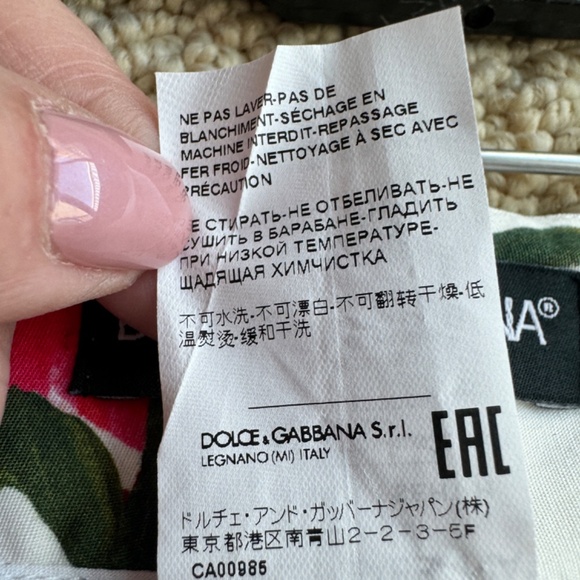 NE PAS LAVER-PAS DE
BLANCHIMENT-SÉCHAGE EN
MACHINE INTERDIT-REPASSAGE
FER FROID-NETTOYAGE À SEC AVEC
PRÉCAUTION
НЕ СТИРАТЬ-НЕ ОТБЕЛИВАТЬ-НЕ
СУШИТЬ В БАРАБАНЕ-ГЛАДИТЬ
ПРИ НИЗКОЙ ТЕМПЕРАТУРЕ-
ЩАДЯЩАЯ ХИМЧИСТКА
不可水洗-不可漂白-不可翻转干燥-低
温熨烫-缓和干洗
DOLCE & GABBANA S.r.l.
LEGNANO (MI) ITALY
EAC
ドルチェ・アンド・ガッバーナジャパン(株)
東京都港区南青山2-2-3-5F
CA00985
NA®